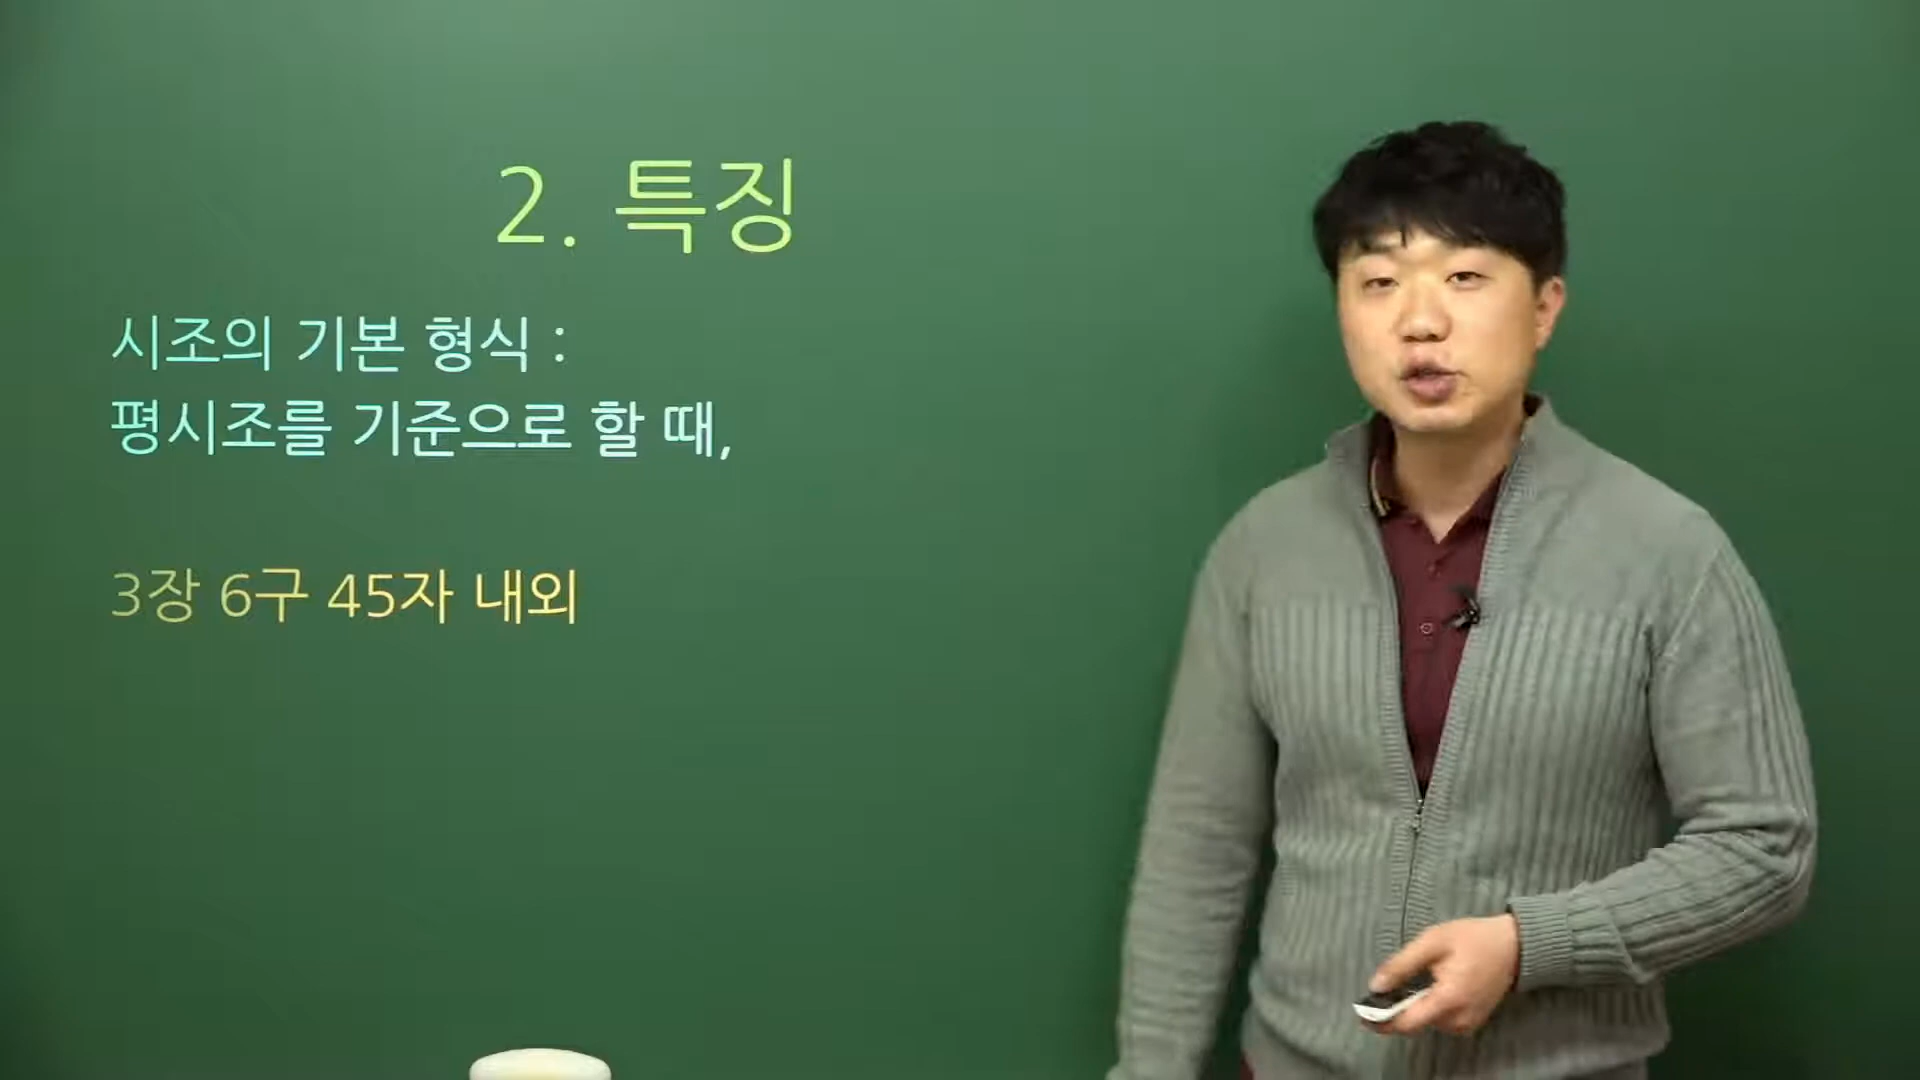 2. 특징
시조의 기본 형식 :
평시조를 기준으로 할 때,
3장 6구 45자 내외